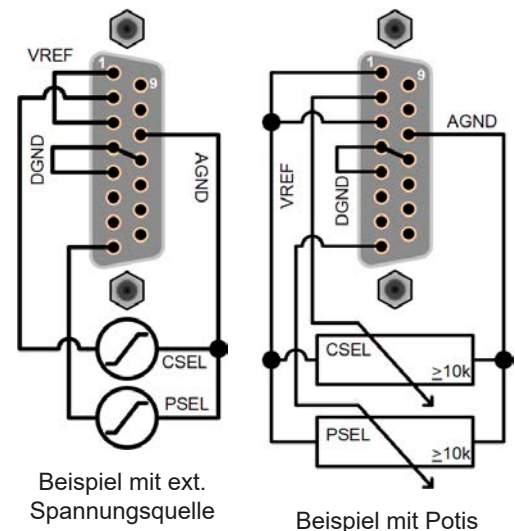 VREF
1
9
DGND
AGND
CSEL
PSEL
Beispiel mit ext.
Spannungsquelle
1
9
AGND
VREF
DGND
CSEL
≥10k
PSEL
≥10k
Beispiel mit Potis